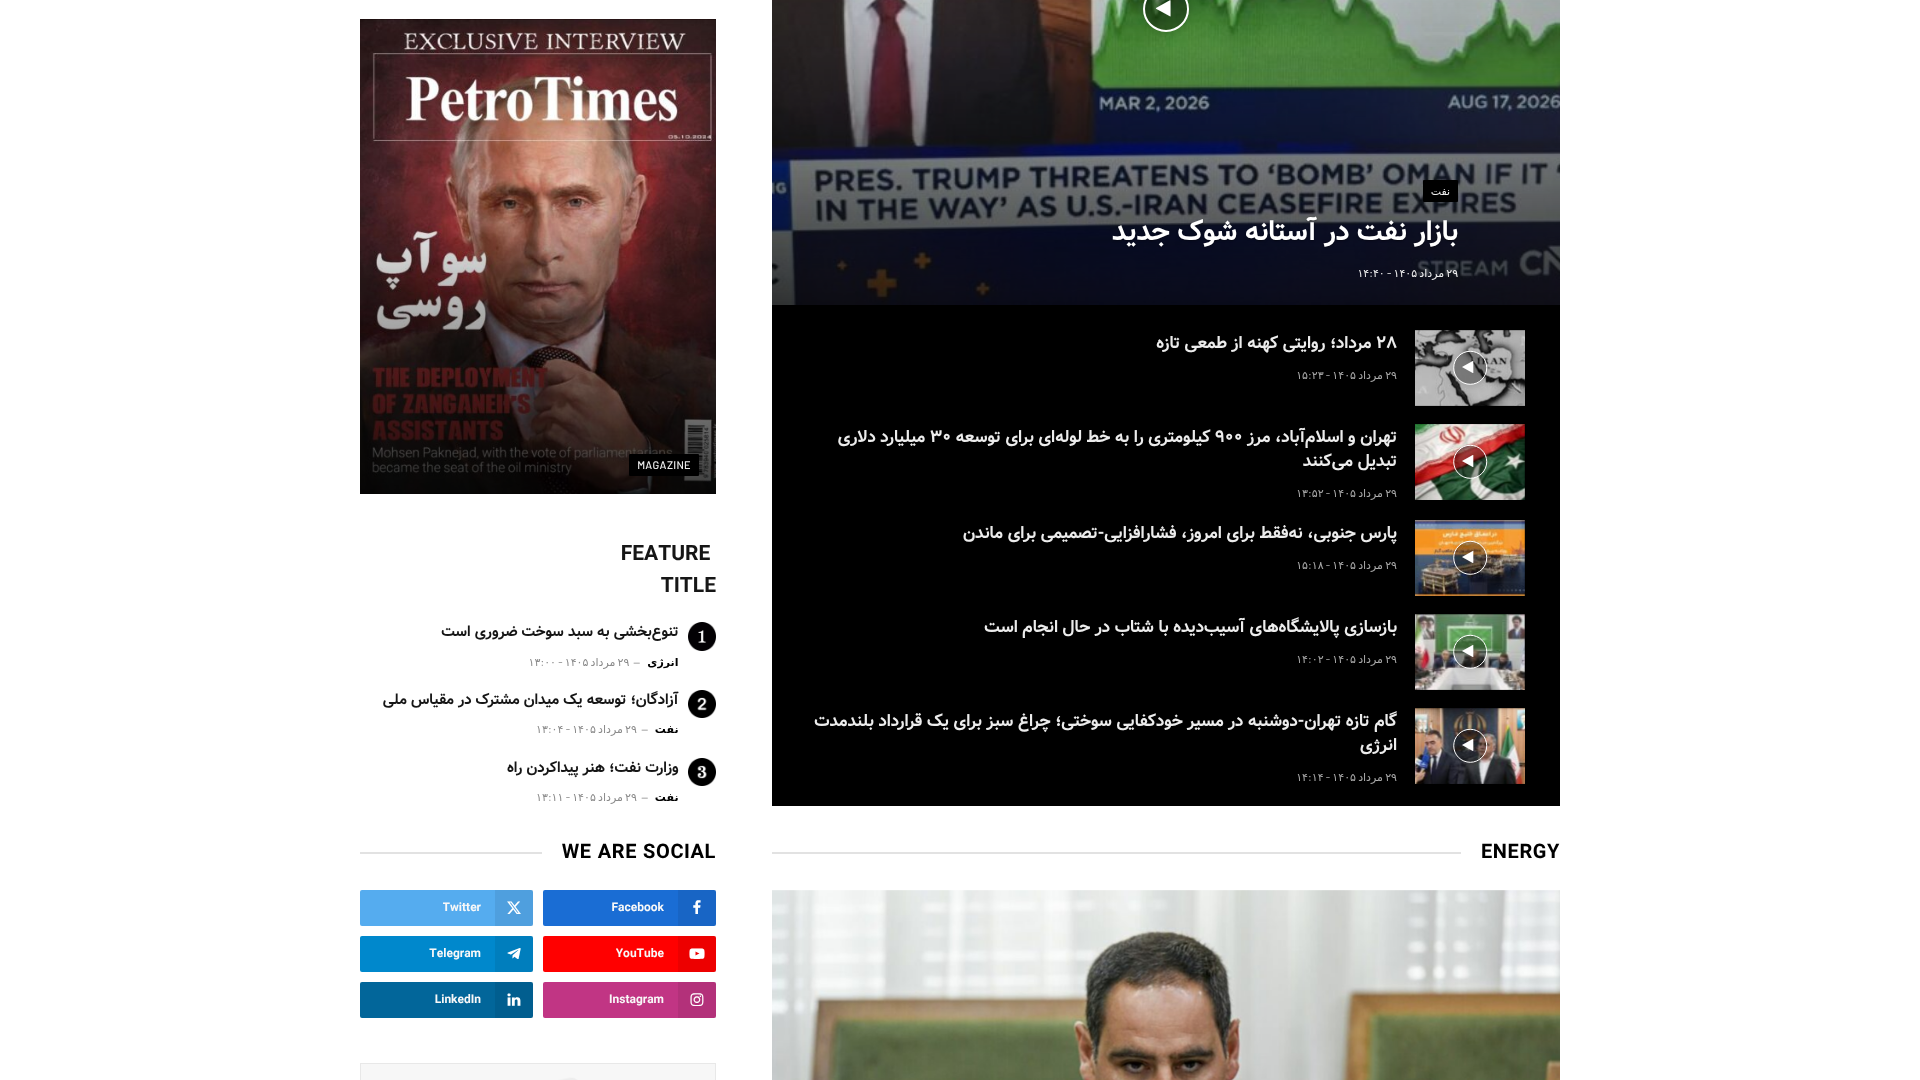 MAR 2, 2026
AUG 17, 2026
PRES. TRUMP THREATENS TO ‘BOMB’ OMAN IF IT
IN THE WAY’ AS U.S.-IRAN CEASEFIRE EXPIRES
نفت
بازار نفت در آستانه شوک جدید
۲۹ مرداد ۱۴۰۵ - ۱۴:۴۰
STREAM CN
۲۸ مرداد؛ روایتی کهنه از طمعی تازه
۲۹ مرداد ۱۴۰۵ - ۱۵:۲۳
IRAN
تهران و اسلام‌آباد، مرز ۹۰۰ کیلومتری را به خط لوله‌ای برای توسعه ۳۰ میلیارد دلاری
تبدیل می‌کنند
۲۹ مرداد ۱۴۰۵ - ۱۳:۵۲
پارس جنوبی، نه‌فقط برای امروز، فشارافزایی-تصمیمی برای ماندن
۲۹ مرداد ۱۴۰۵ - ۱۵:۱۸
بازسازی پالایشگاه‌های آسیب‌دیده با شتاب در حال انجام است
۲۹ مرداد ۱۴۰۵ - ۱۴:۰۲
گام تازه تهران-دوشنبه در مسیر خودکفایی سوختی؛ چراغ سبز برای یک قرارداد بلندمدت
انرژی
۲۹ مرداد ۱۴۰۵ - ۱۴:۱۴
ENERGY
EXCLUSIVE INTERVIEW
PetroTimes
05.10.2024
سوآپ
روسی
THE DEPLOYMENT
OF ZANGANEH'S
ASSISTANTS
Mohsen Paknejad, with the vote of parliamentarians,
became the seat of the oil ministry
MAGAZINE
FEATURE
TITLE
1
تنوع‌بخشی به سبد سوخت ضروری است
انرژی – ۲۹ مرداد ۱۴۰۵ - ۱۳:۰۰
2
آزادگان؛ توسعه یک میدان مشترک در مقیاس ملی
نفت – ۲۹ مرداد ۱۴۰۵ - ۱۳:۰۴
3
وزارت نفت؛ هنر پیداکردن راه
نفت – ۲۹ مرداد ۱۴۰۵ - ۱۳:۱۱
WE ARE SOCIAL
Facebook
Twitter
YouTube
Telegram
Instagram
LinkedIn